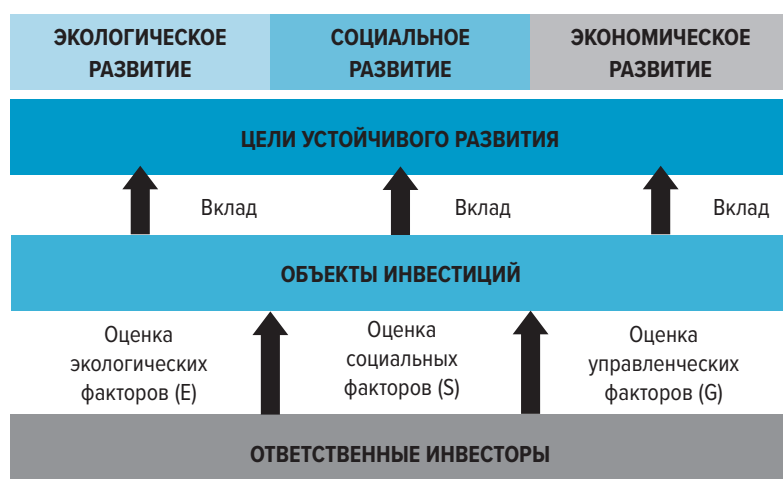 ЭКОЛОГИЧЕСКОЕ
РАЗВИТИЕ
СОЦИАЛЬНОЕ
РАЗВИТИЕ
ЭКОНОМИЧЕСКОЕ
РАЗВИТИЕ
ЦЕЛИ УСТОЙЧИВОГО РАЗВИТИЯ
Вклад
Вклад
Вклад
ОБЪЕКТЫ ИНВЕСТИЦИЙ
Оценка
экологических
факторов (E)
Оценка
социальных
факторов (S)
Оценка
управленческих
факторов (G)
ОТВЕТСТВЕННЫЕ ИНВЕСТОРЫ